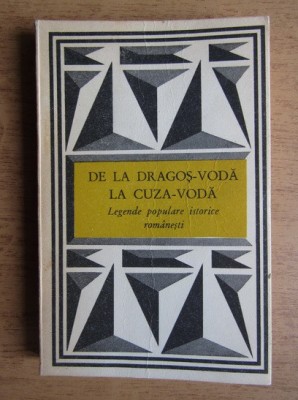 DE LA DRAGOȘ-VODĂ
LA CUZA-VODĂ
Legende populare istorice
românești